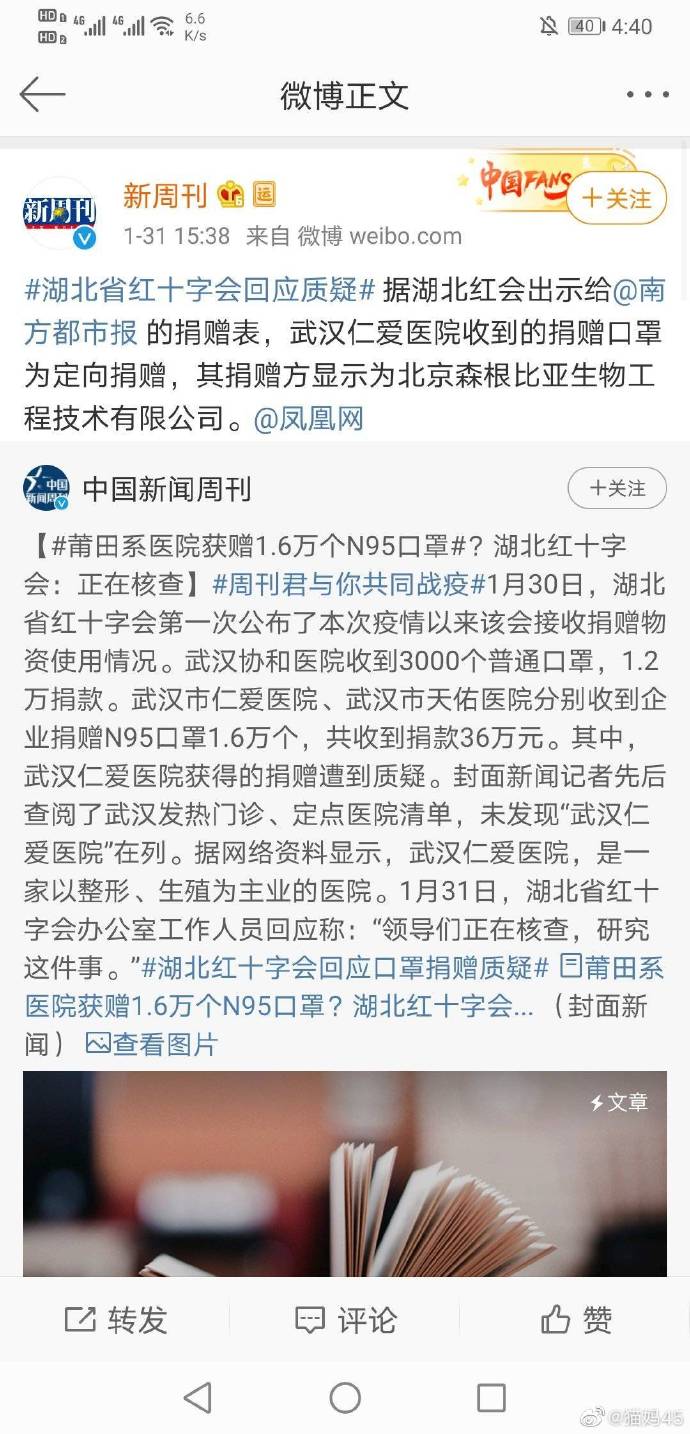 HD 1 4G 4G 6.6 K/s 40 4:40
HD 2
微博正文
新周刊 运
中国FANS
+关注
1-31 15:38 来自 微博 weibo.com
#湖北省红十字会回应质疑# 据湖北红会出示给@南
方都市报 的捐赠表，武汉仁爱医院收到的捐赠口罩
为定向捐赠，其捐赠方显示为北京森根比亚生物工
程技术有限公司。@凤凰网
中国新闻周刊
+关注
【#莆田系医院获赠1.6万个N95口罩#？湖北红十字
会：正在核查】#周刊君与你共同战疫#1月30日，湖北
省红十字会第一次公布了本次疫情以来该会接收捐赠物
资使用情况。武汉协和医院收到3000个普通口罩，1.2
万捐款。武汉市仁爱医院、武汉市天佑医院分别收到企
业捐赠N95口罩1.6万个，共收到捐款36万元。其中，
武汉仁爱医院获得的捐赠遭到质疑。封面新闻记者先后
查阅了武汉发热门诊、定点医院清单，未发现“武汉仁
爱医院”在列。据网络资料显示，武汉仁爱医院，是一
家以整形、生殖为主业的医院。1月31日，湖北省红十
字会办公室工作人员回应称：“领导们正在核查，研究
这件事。”#湖北红十字会回应口罩捐赠质疑# 莆田系
医院获赠1.6万个N95口罩？湖北红十字会... （封面新
闻） 查看图片
文章
转发 评论 赞
@猫妈45